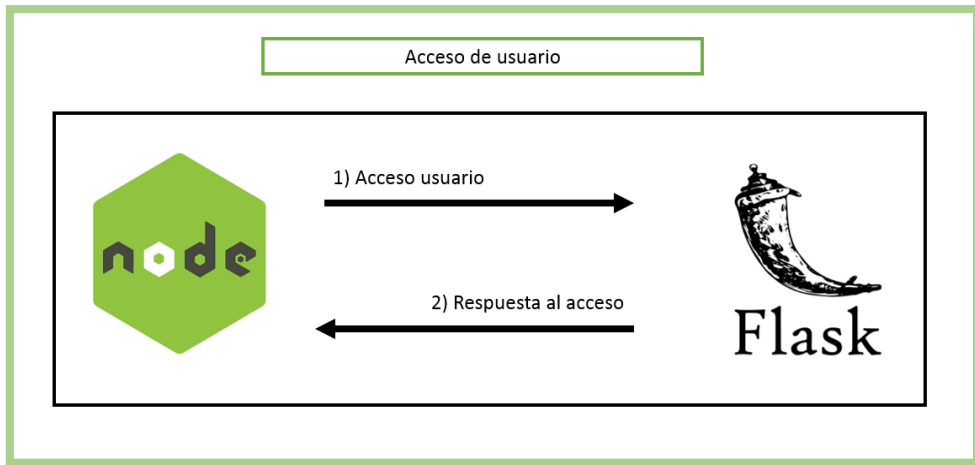 Acceso de usuario
1) Acceso usuario
node
2) Respuesta al acceso
Flask